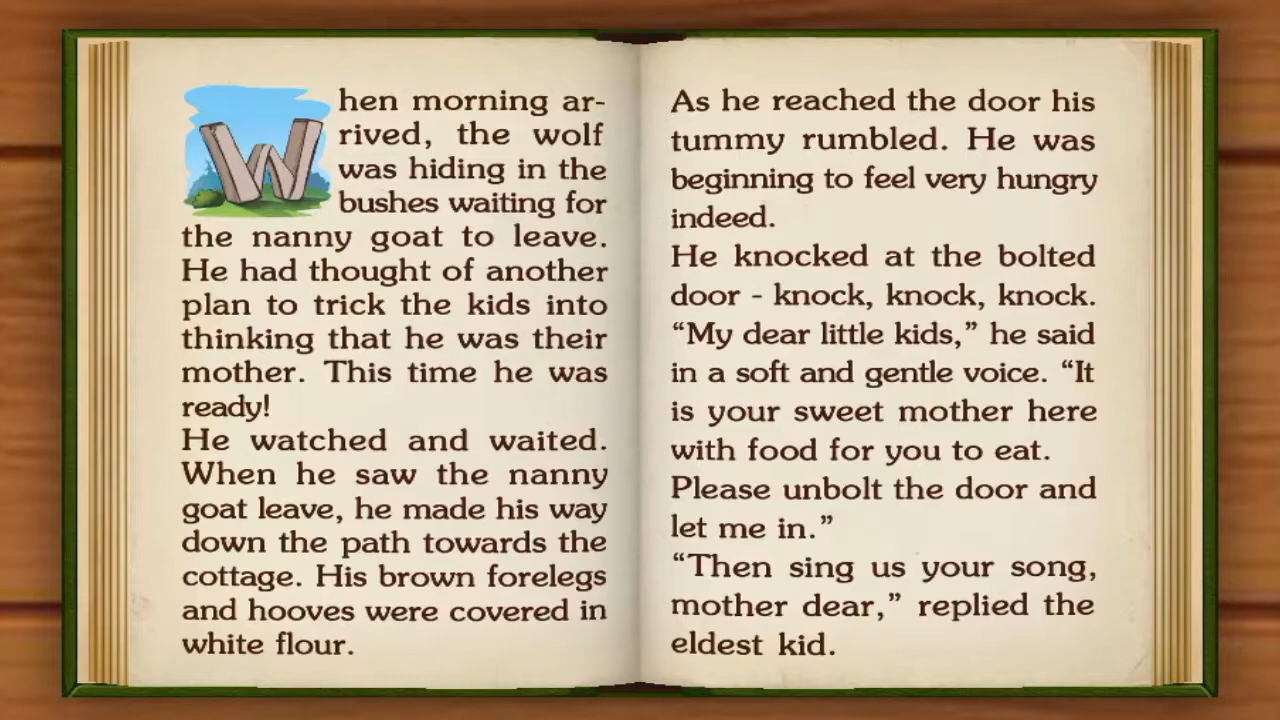 When morning ar-
rived, the wolf
was hiding in the
bushes waiting for
the nanny goat to leave.
He had thought of another
plan to trick the kids into
thinking that he was their
mother. This time he was
ready!
He watched and waited.
When he saw the nanny
goat leave, he made his way
down the path towards the
cottage. His brown forelegs
and hooves were covered in
white flour.
As he reached the door his
tummy rumbled. He was
beginning to feel very hungry
indeed.
He knocked at the bolted
door - knock, knock, knock.
“My dear little kids,” he said
in a soft and gentle voice. “It
is your sweet mother here
with food for you to eat.
Please unbolt the door and
let me in.”
“Then sing us your song,
mother dear,” replied the
eldest kid.